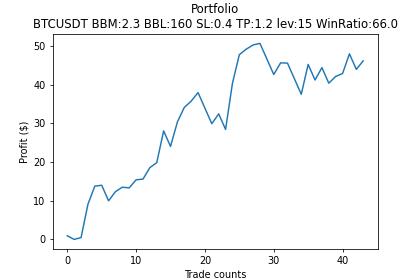 Portfolio
BTCUSDT BBM:2.3 BBL:160 SL:0.4 TP:1.2 lev:15 WinRatio:66.0
50
40
30
20
10
0
Profit ($)
0 10 20 30 40
Trade counts